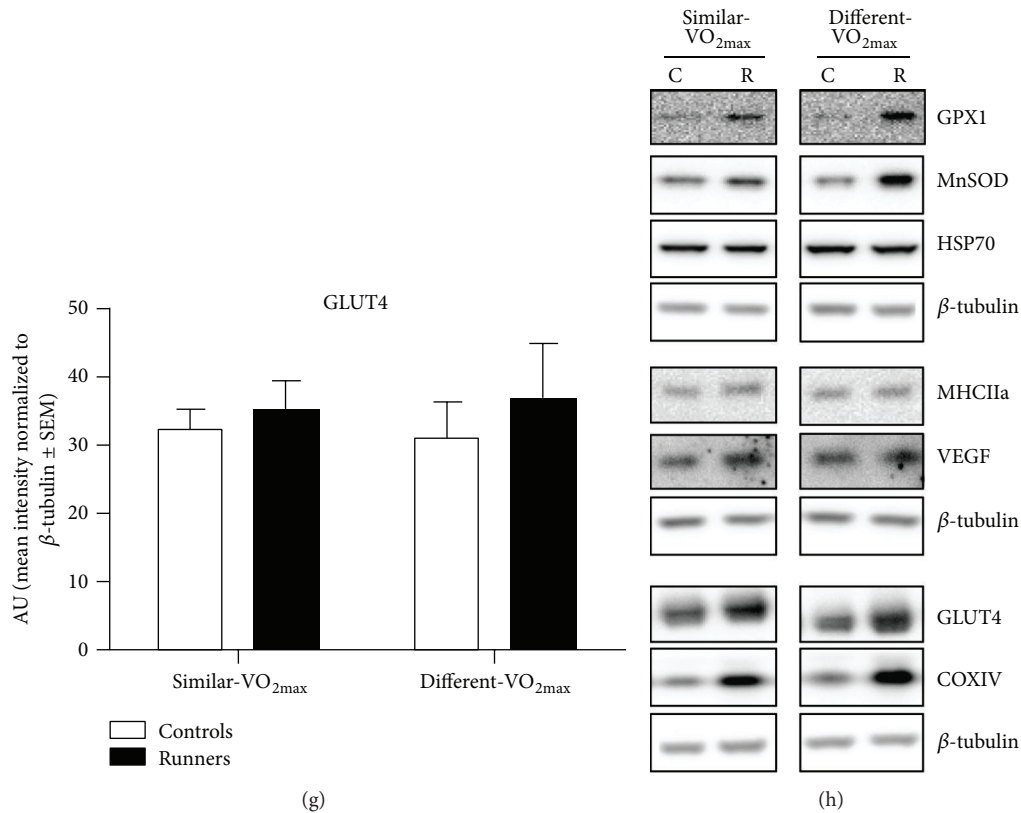 GLUT4
50
40
30
20
10
0
AU (mean intensity normalized to
β-tubulin ± SEM)
Similar-VO2max
Different-VO2max
Controls
Runners
(g)
Similar-
VO2max
Different-
VO2max
C R C R
GPX1
MnSOD
HSP70
β-tubulin
MHCIIa
VEGF
β-tubulin
GLUT4
COXIV
β-tubulin
(h)